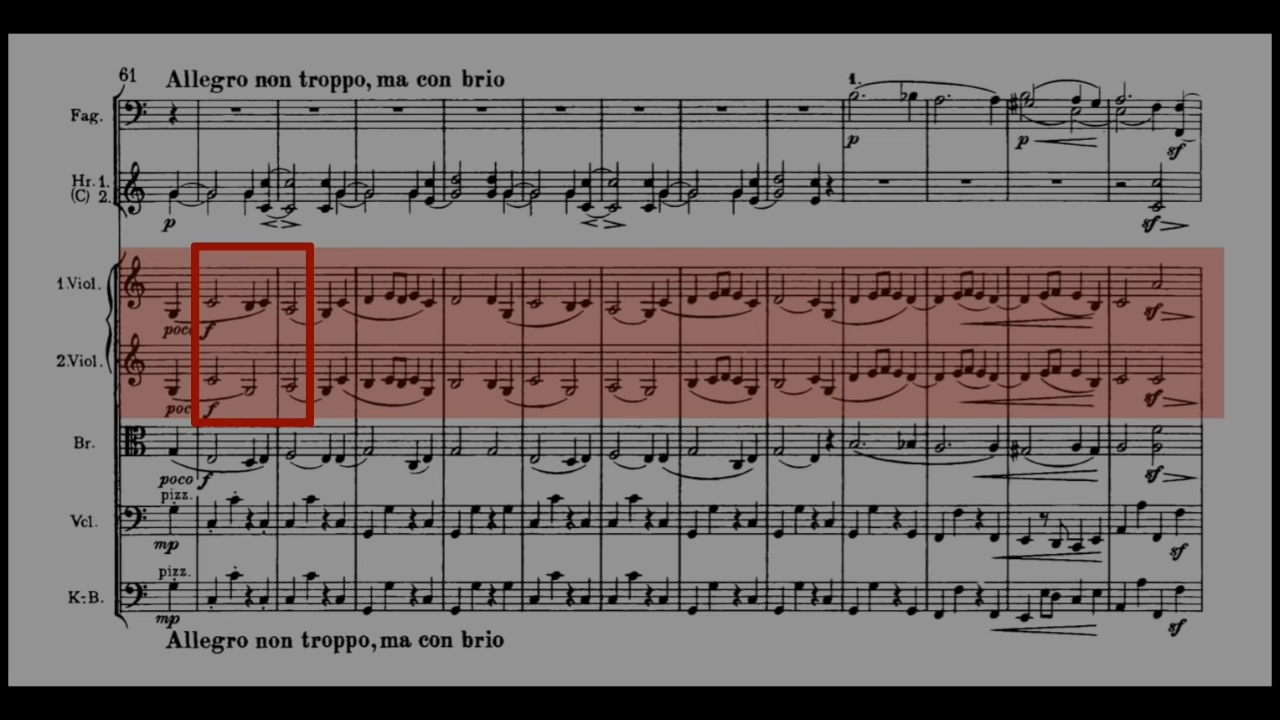 61 Allegro non troppo, ma con brio
1.
Fag.
p p sf
Hr. 1.
(C) 2.
p sf
1.Viol.
poco f sf
2.Viol.
poco f sf
Br.
poco f sf
pizz.
Vcl.
mp sf
pizz.
K.-B.
mp sf
Allegro non troppo, ma con brio